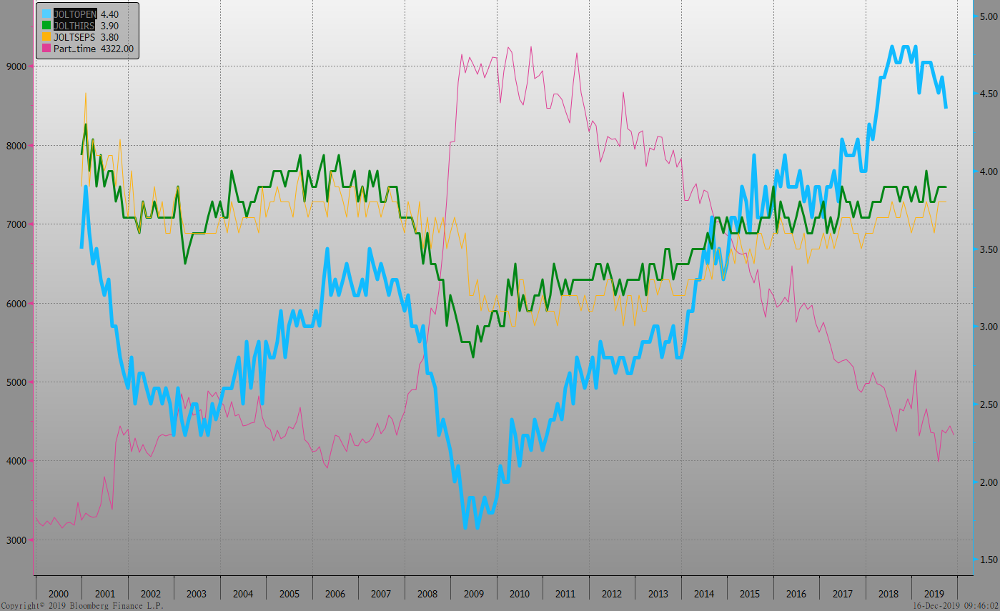 JOLTOPEN 4.40
JOLTHIRS 3.90
JOLTSEPS 3.80
Part_time 4322.00
9000
8000
7000
6000
5000
4000
3000
5.00
4.50
4.00
3.50
3.00
2.50
2.00
1.50
2000 2001 2002 2003 2004 2005 2006 2007 2008 2009 2010 2011 2012 2013 2014 2015 2016 2017 2018 2019
Copyright© 2019 Bloomberg Finance L.P. 16-Dec-2019 09:46:02